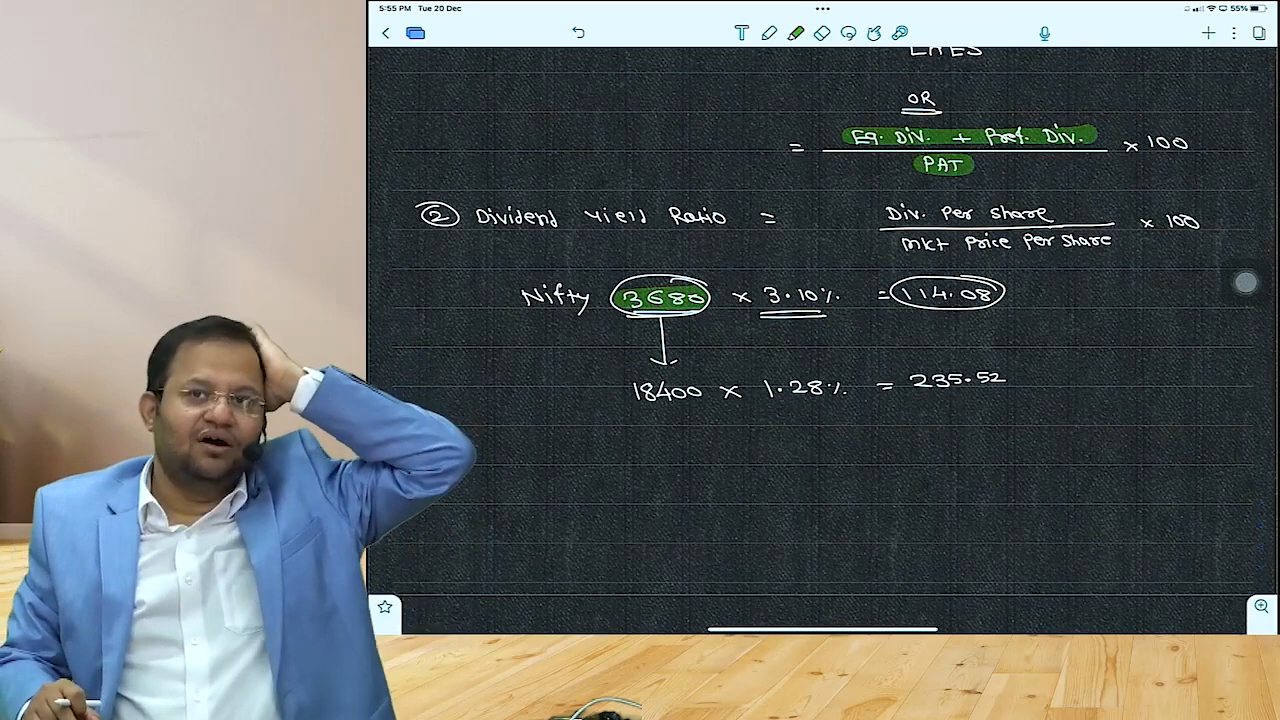 5:55 PM Tue 20 Dec
55%
OR
= Eq. Div. + Pref. Div. × 100
PAT
② Dividend Yield Ratio = Div. Per Share × 100
Mkt Price Per Share
Nifty 3680 × 3.10% = 114.08
18400 × 1.28% = 235.52